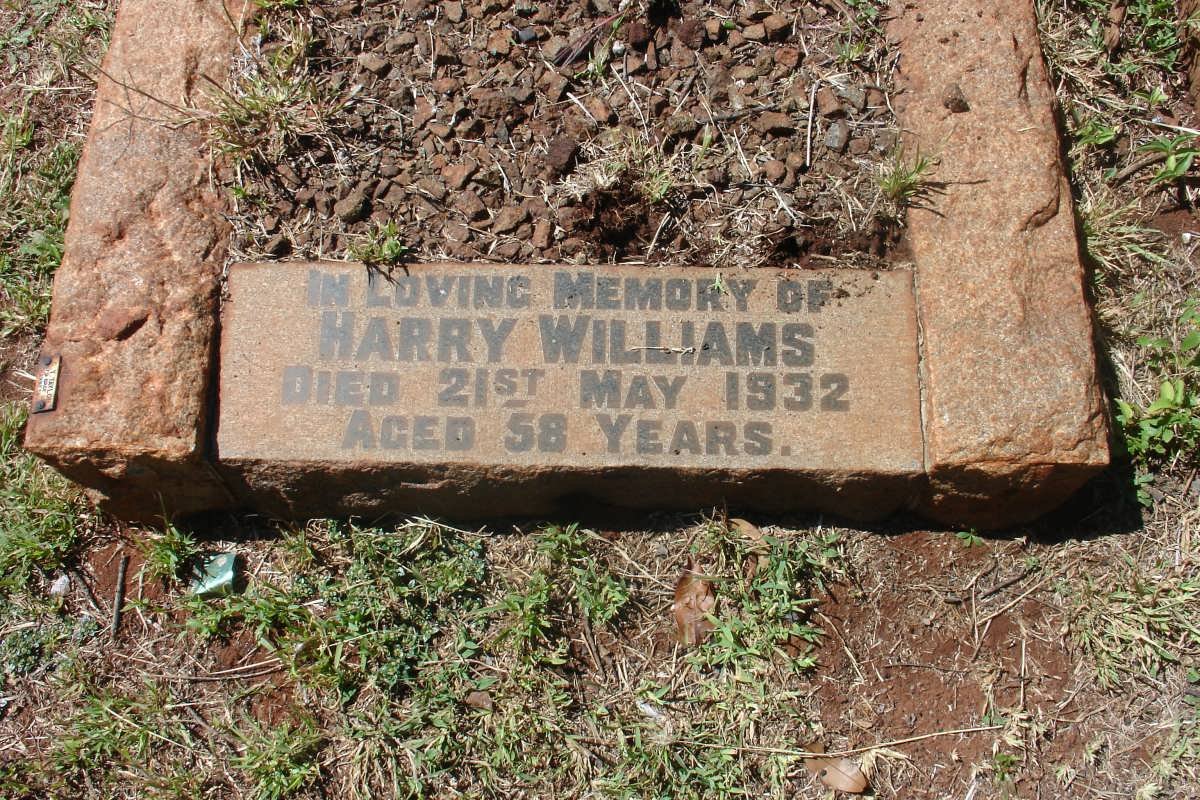 In Loving Memory of
Harry Williams
Died 21st May 1932
Aged 58 Years.